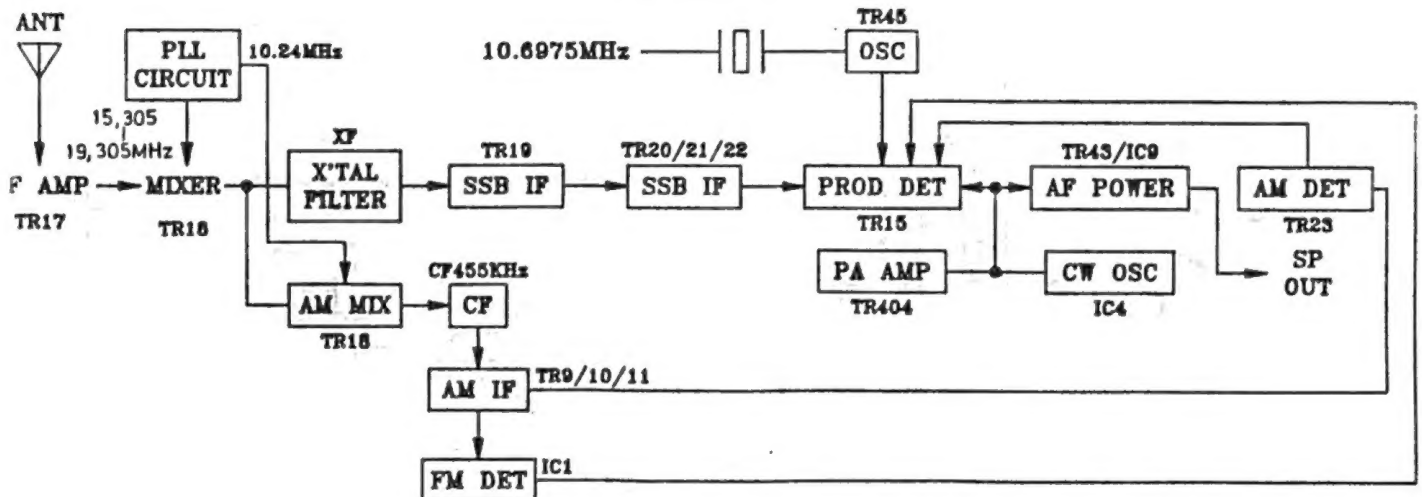 ANT
PLL
CIRCUIT
10.24MHz
15,305
19,305MHz
F AMP
TR17
MIXER
TR16
XF
X'TAL
FILTER
TR19
SSB IF
TR20/21/22
SSB IF
10.6975MHz
TR45
OSC
PROD DET
TR15
TR43/IC9
AF POWER
AM DET
TR23
PA AMP
TR404
CW OSC
IC4
SP
OUT
AM MIX
TR18
CF455KHz
CF
AM IF
TR9/10/11
FM DET
IC1